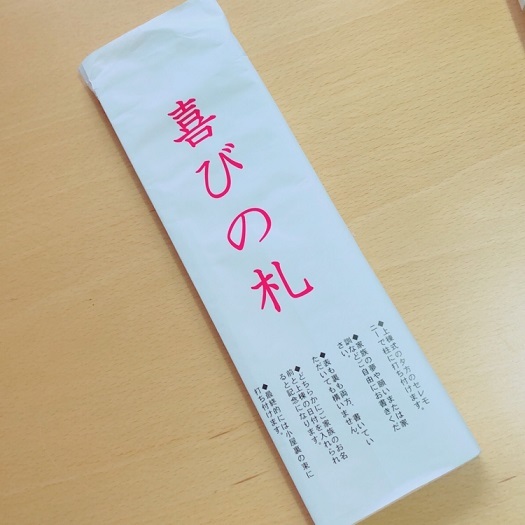 喜びの札
◆上棟式の夕方のセレモ
ニーで柱に打ち付けます。
◆家族の夢や願いまたは家
訓などご自由にお書きくだ
さい。
◆表も裏も両方、書いてい
ただいても構いません。
◆どちらかにご家族のお名
前と上棟の日付を入れられ
ると記念になります。
◆最終的には小屋裏の束に
打ち付けます。